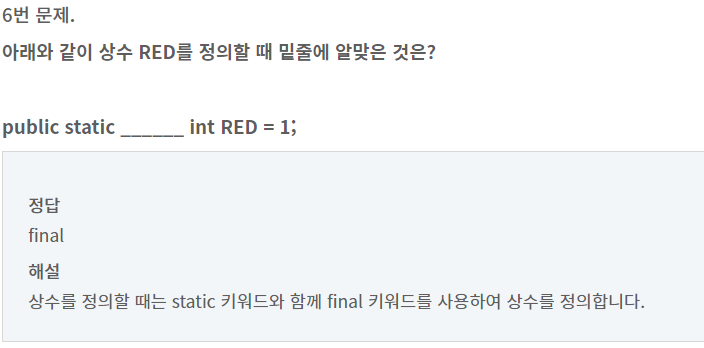 6번 문제.
아래와 같이 상수 RED를 정의할 때 밑줄에 알맞은 것은?
public static ______ int RED = 1;
정답
final
해설
상수를 정의할 때는 static 키워드와 함께 final 키워드를 사용하여 상수를 정의합니다.